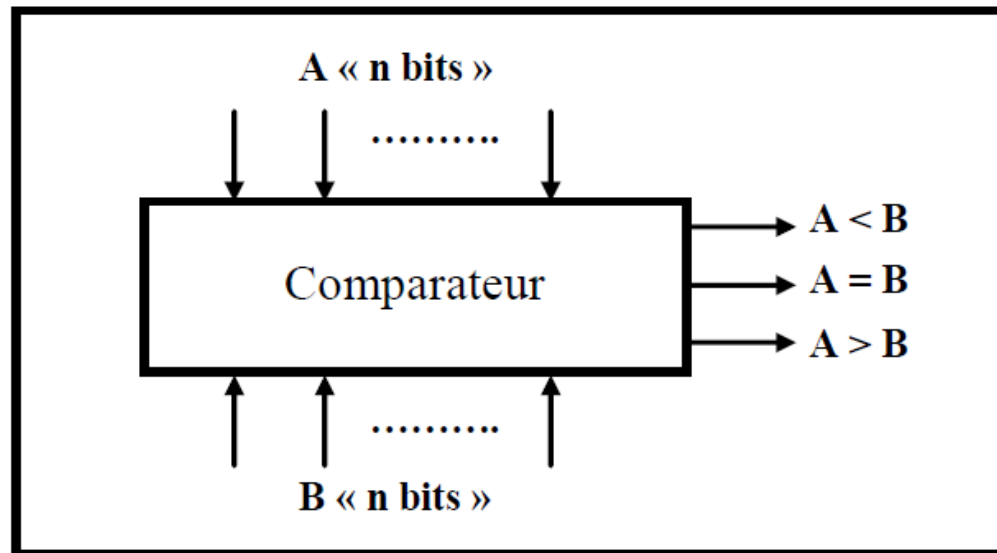 A « n bits »
……….
A < B
Comparateur
A = B
A > B
……….
B « n bits »